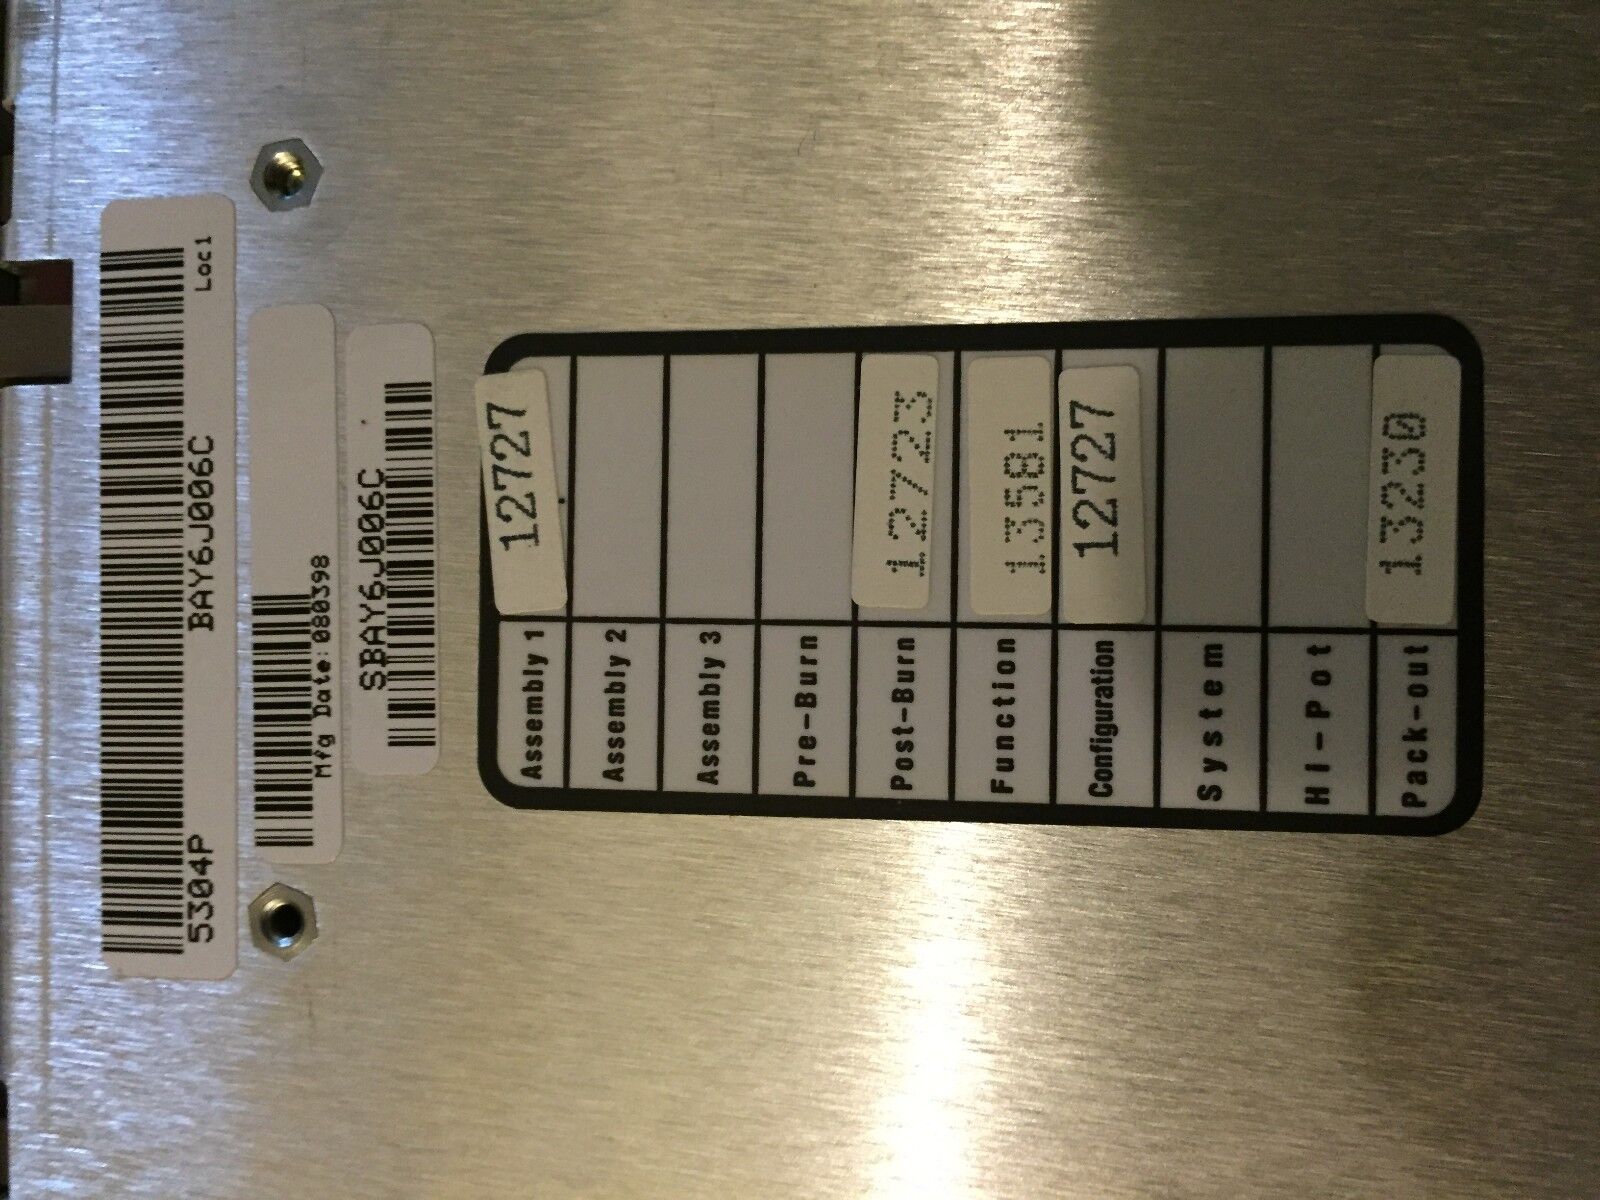 5304P BAY6J006C Loc1
Mfg Date:080398
SBAY6J006C
Assembly 1 12727
Assembly 2
Assembly 3
Pre-Burn
Post-Burn 12723
Function 13581
Configuration 12727
System
HI-Pot
Pack-out 13230